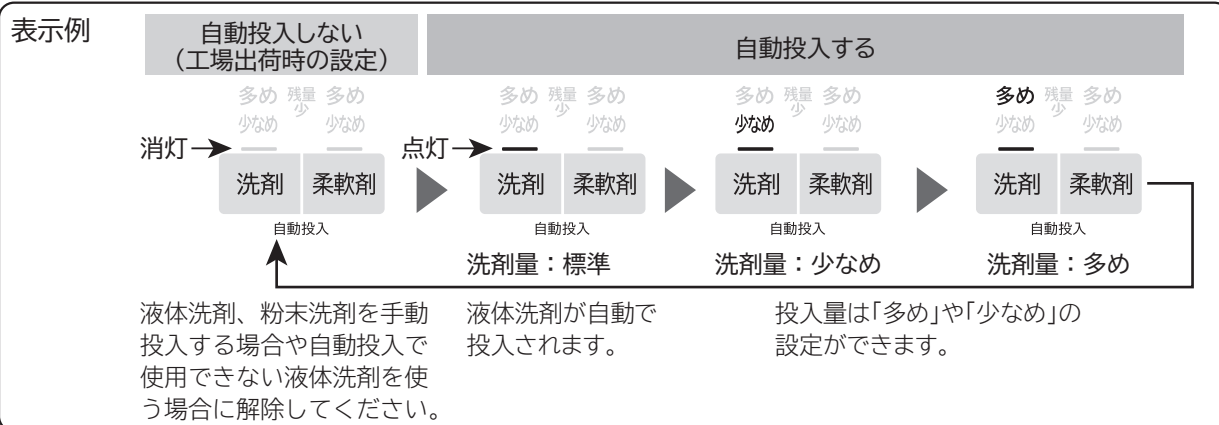 表示例
自動投入しない
（工場出荷時の設定）
自動投入する
多め 残量少 多め
少なめ 少なめ
消灯
洗剤 柔軟剤
自動投入
多め 残量少 多め
少なめ 少なめ
点灯
洗剤 柔軟剤
自動投入
洗剤量：標準
多め 残量少 多め
少なめ 少なめ
洗剤 柔軟剤
自動投入
洗剤量：少なめ
多め 残量少 多め
少なめ 少なめ
洗剤 柔軟剤
自動投入
洗剤量：多め
液体洗剤、粉末洗剤を手動
投入する場合や自動投入で
使用できない液体洗剤を使
う場合に解除してください。
液体洗剤が自動で
投入されます。
投入量は「多め」や「少なめ」の
設定ができます。